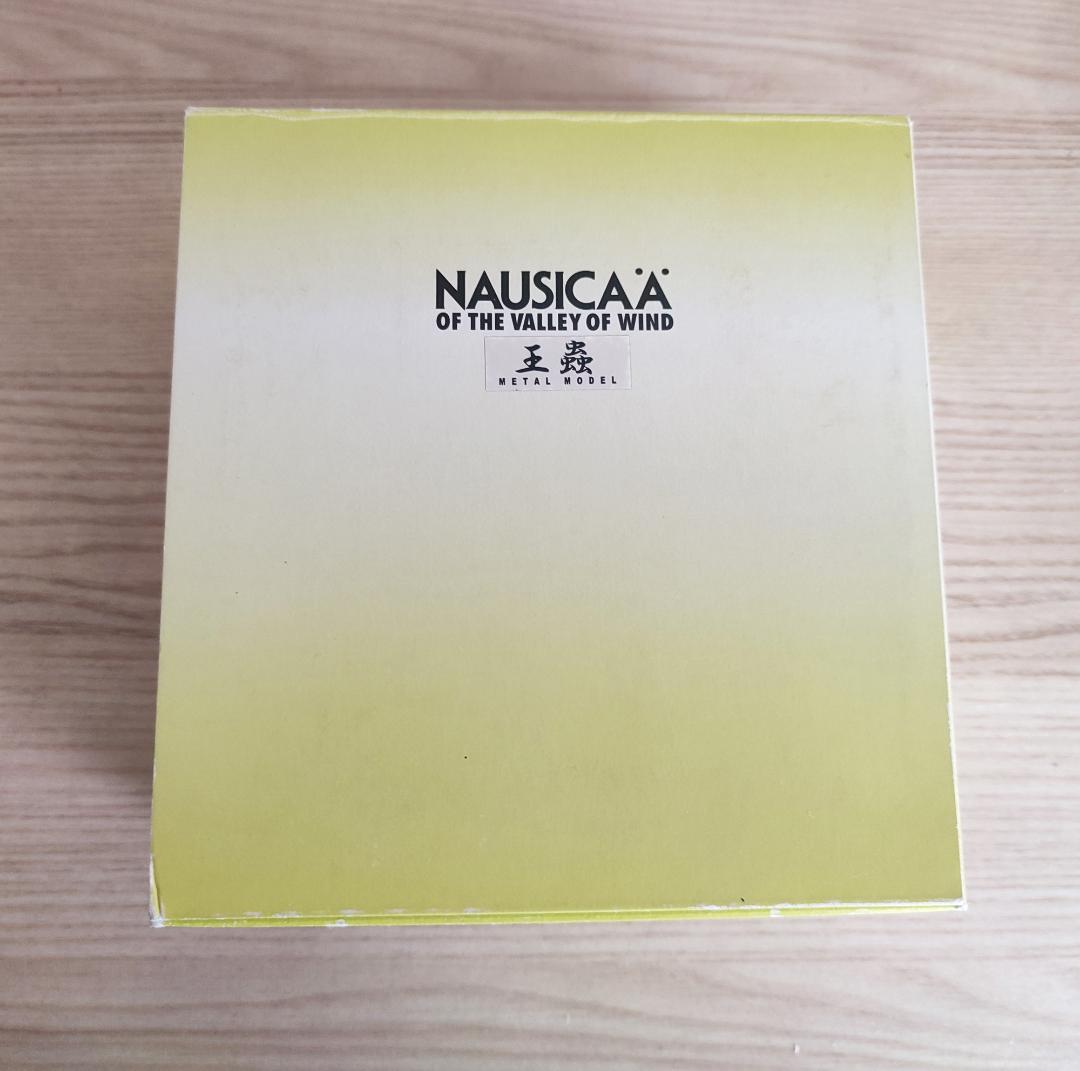 NAUSICAÄ
OF THE VALLEY OF WIND
王蟲
METAL MODEL